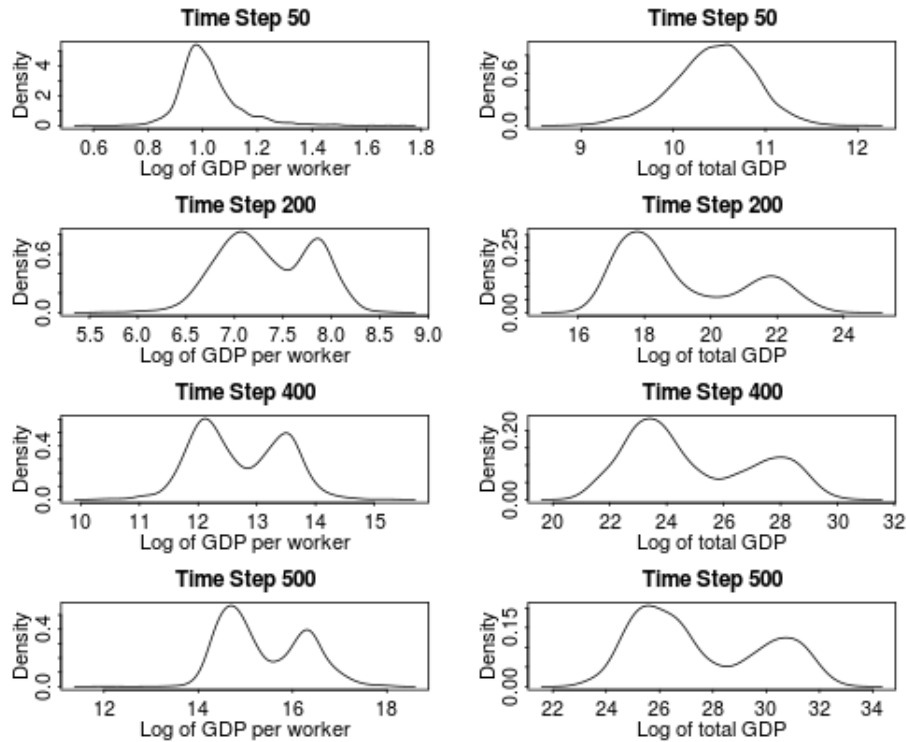 Time Step 50
Density
0 2 4
0.6 0.8 1.0 1.2 1.4 1.6 1.8
Log of GDP per worker
Time Step 50
Density
0.0 0.6
9 10 11 12
Log of total GDP
Time Step 200
Density
0.0 0.6
5.5 6.0 6.5 7.0 7.5 8.0 8.5 9.0
Log of GDP per worker
Time Step 200
Density
0.00 0.25
16 18 20 22 24
Log of total GDP
Time Step 400
Density
0.0 0.4
10 11 12 13 14 15
Log of GDP per worker
Time Step 400
Density
0.00 0.20
20 22 24 26 28 30 32
Log of total GDP
Time Step 500
Density
0.0 0.4
12 14 16 18
Log of GDP per worker
Time Step 500
Density
0.00 0.15
22 24 26 28 30 32 34
Log of total GDP